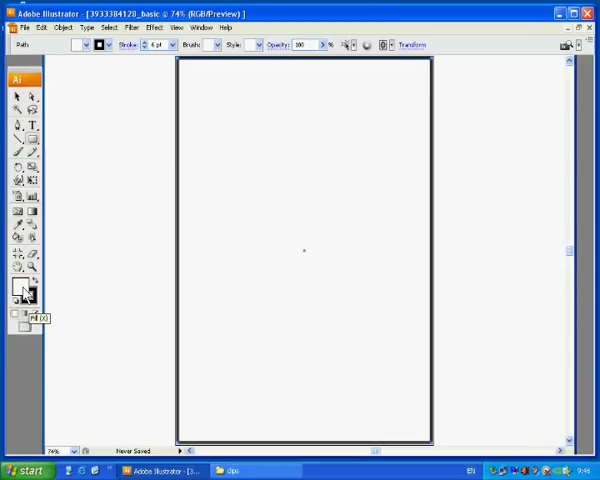 Adobe Illustrator - [3933384128_basic @ 74% (RGB/Preview) ]
File Edit Object Type Select Filter Effect View Window Help
Path Stroke: 6 pt Brush: Style: Opacity: 100 % Transform
Ai
T
Fill (X)
74% Never Saved
start Adobe Illustrator - [3... clips EN 9:46